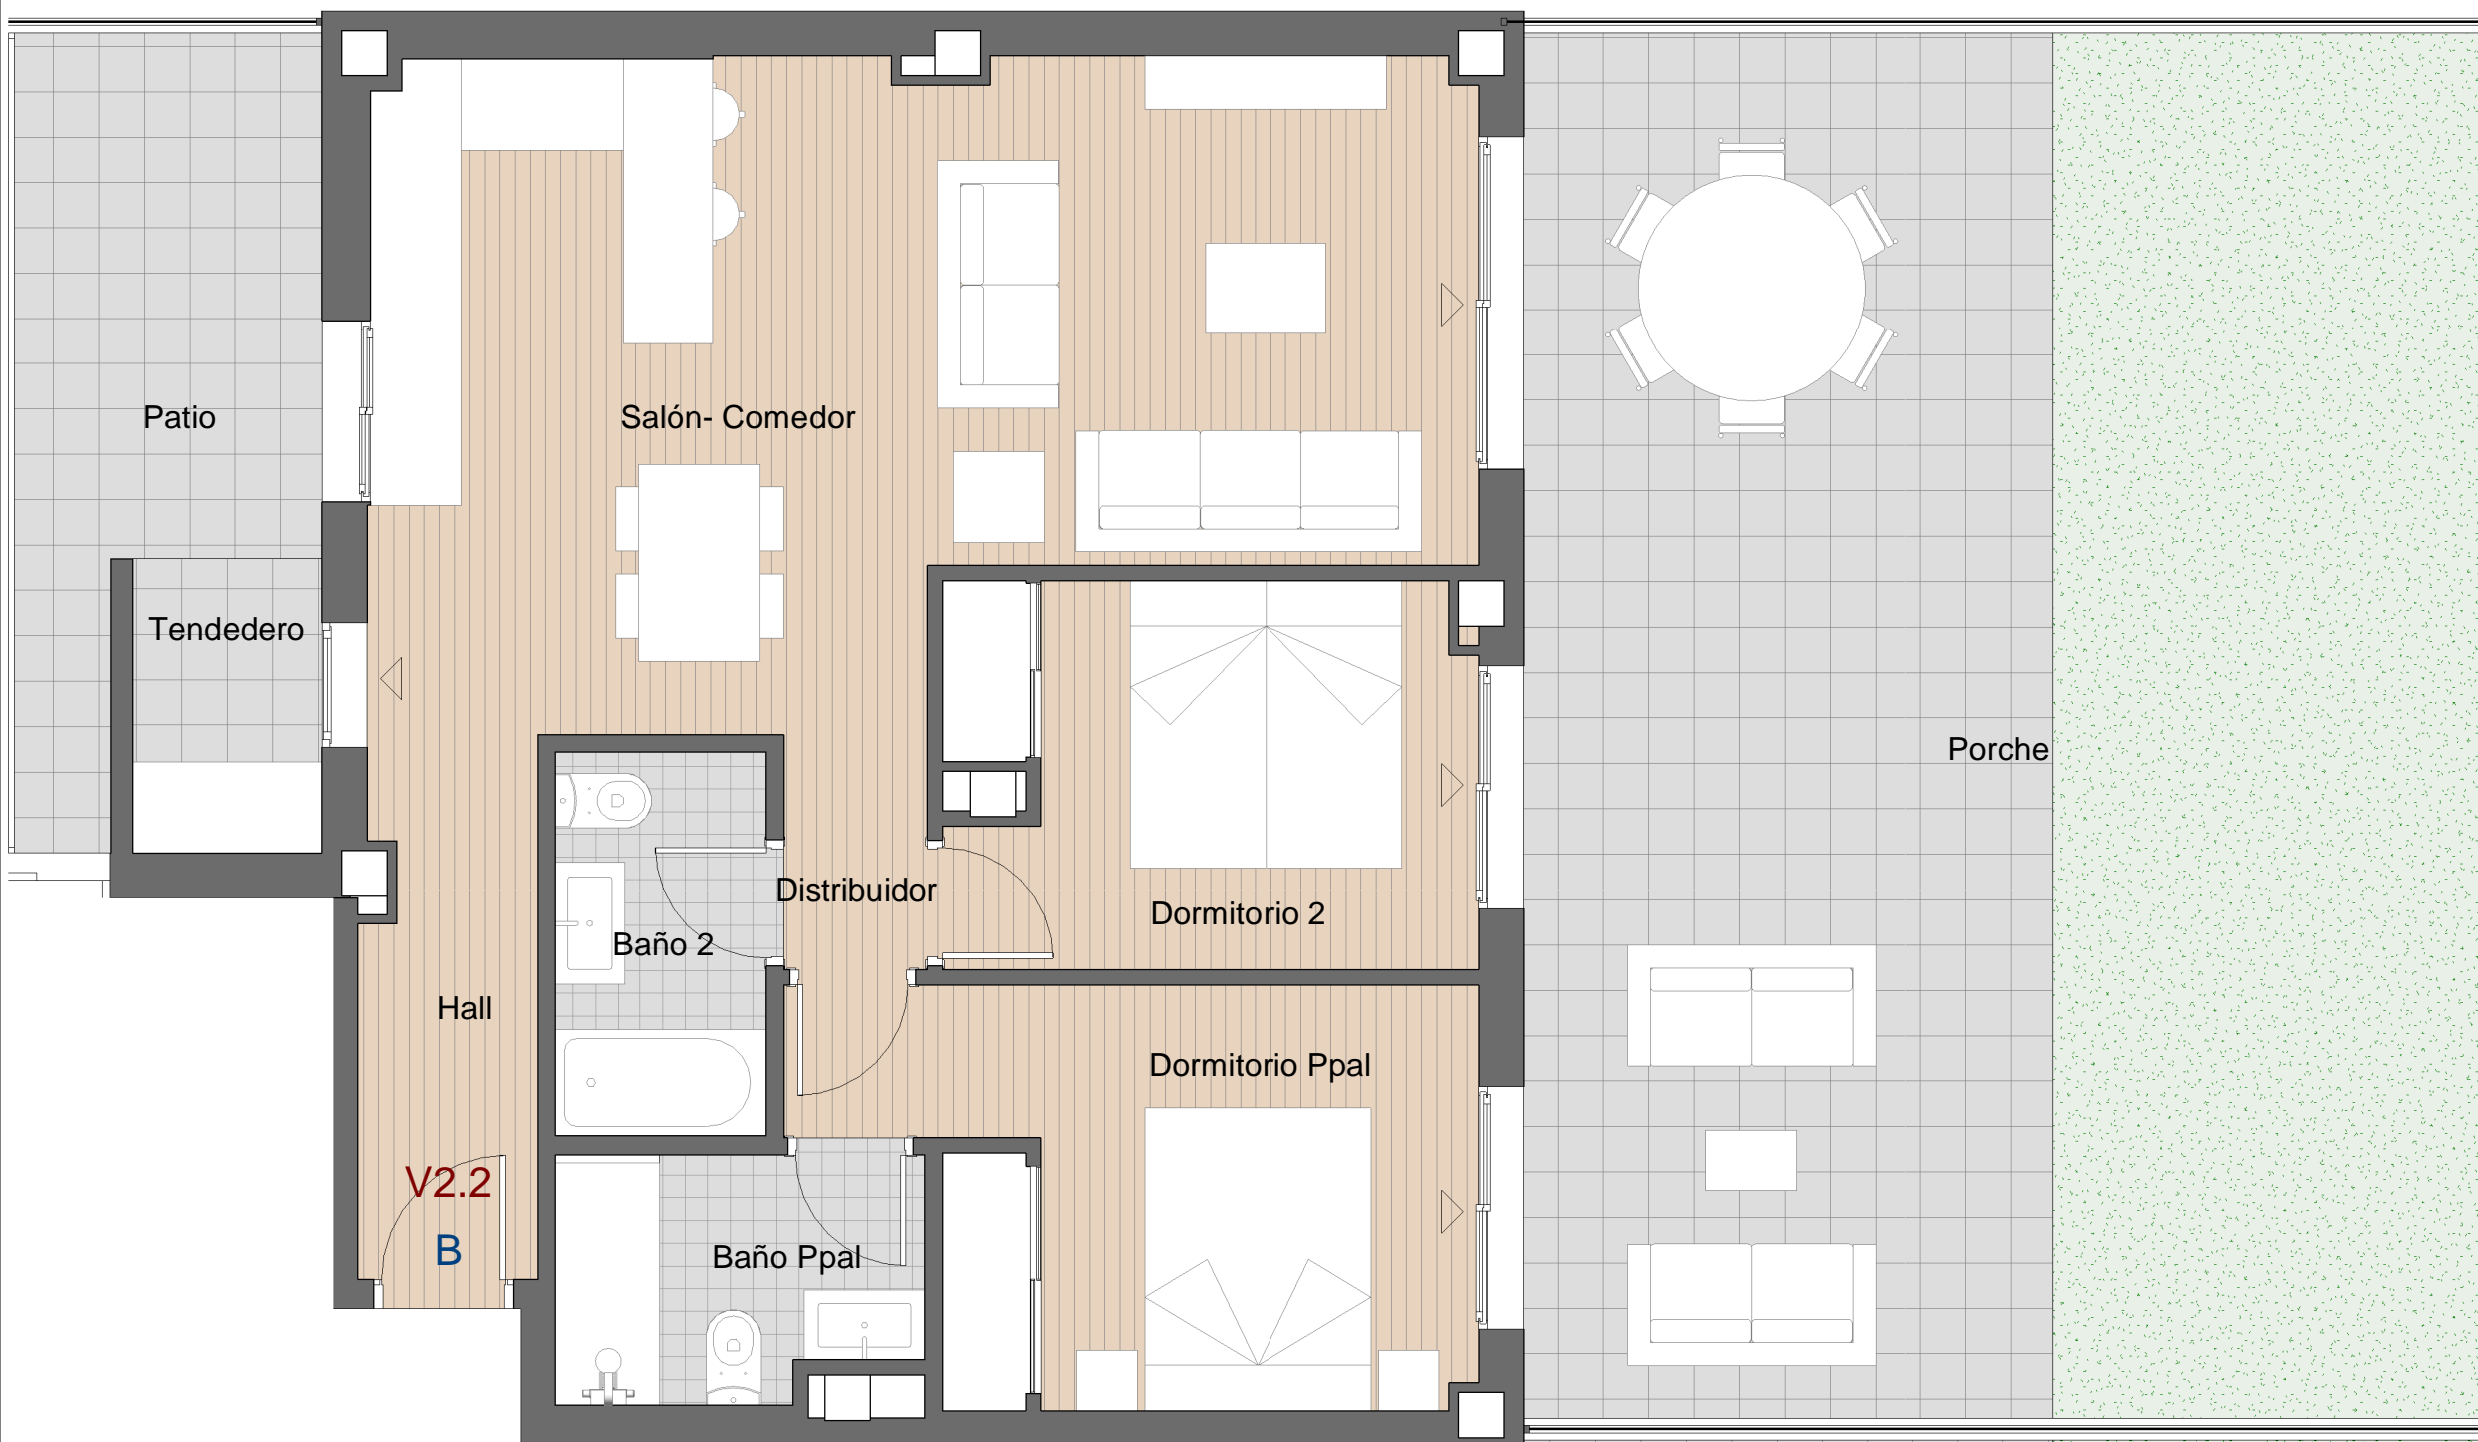 Patio
Salón- Comedor
Tendedero
Porche
Distribuidor
Dormitorio 2
Baño 2
Hall
Dormitorio Ppal
V2.2
B
Baño Ppal